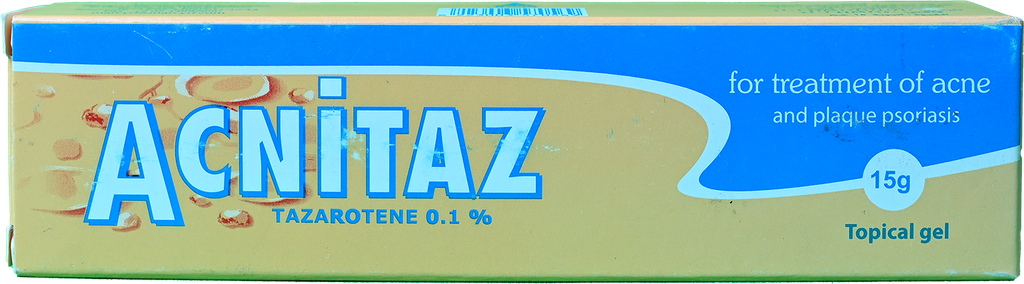 for treatment of acne
and plaque psoriasis
ACNiTAZ
TAZAROTENE 0.1 %
15g
Topical gel